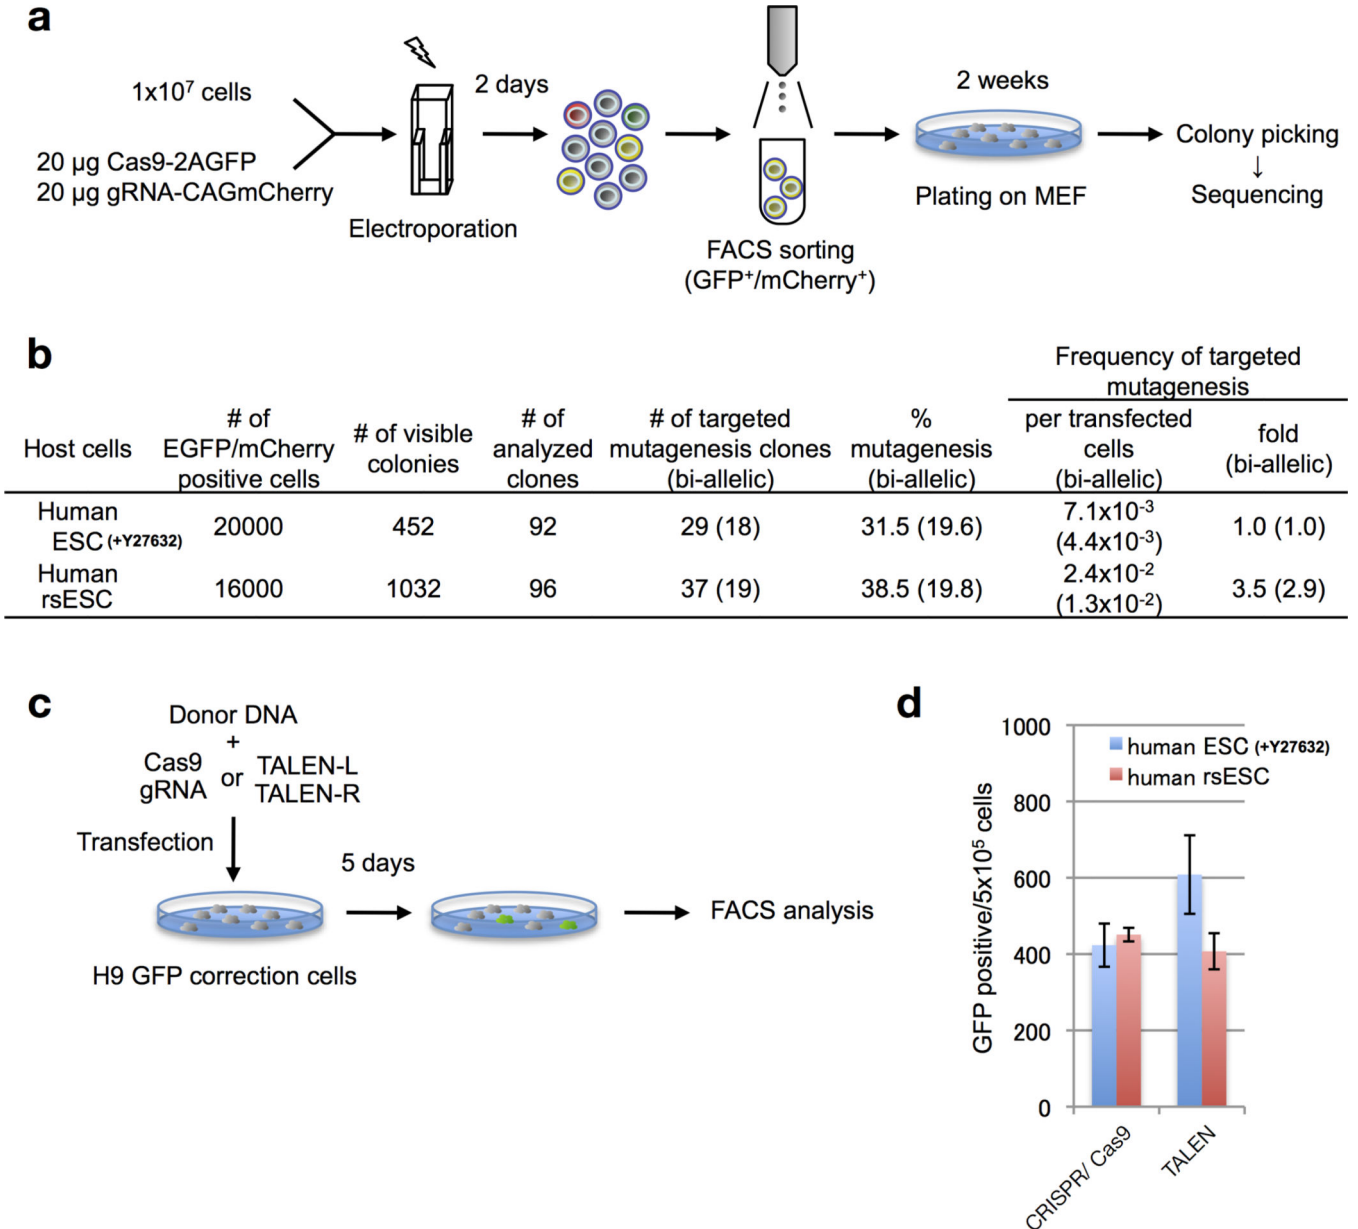 a
1x10⁷ cells
20 µg Cas9-2AGFP
20 µg gRNA-CAGmCherry
Electroporation
2 days
FACS sorting
(GFP⁺/mCherry⁺)
2 weeks
Plating on MEF
Colony picking
↓
Sequencing
b
Frequency of targeted
mutagenesis
Host cells
# of
EGFP/mCherry
positive cells
# of visible
colonies
# of
analyzed
clones
# of targeted
mutagenesis clones
(bi-allelic)
%
mutagenesis
(bi-allelic)
per transfected
cells
(bi-allelic)
fold
(bi-allelic)
Human
ESC (+Y27632)
20000
452
92
29 (18)
31.5 (19.6)
7.1x10⁻³
(4.4x10⁻³)
1.0 (1.0)
Human
rsESC
16000
1032
96
37 (19)
38.5 (19.8)
2.4x10⁻²
(1.3x10⁻²)
3.5 (2.9)
c
Donor DNA
+
Cas9
gRNA
or
TALEN-L
TALEN-R
Transfection
5 days
FACS analysis
H9 GFP correction cells
d
GFP positive/5x10⁵ cells
1000
800
600
400
200
0
human ESC (+Y27632)
human rsESC
CRISPR/ Cas9
TALEN